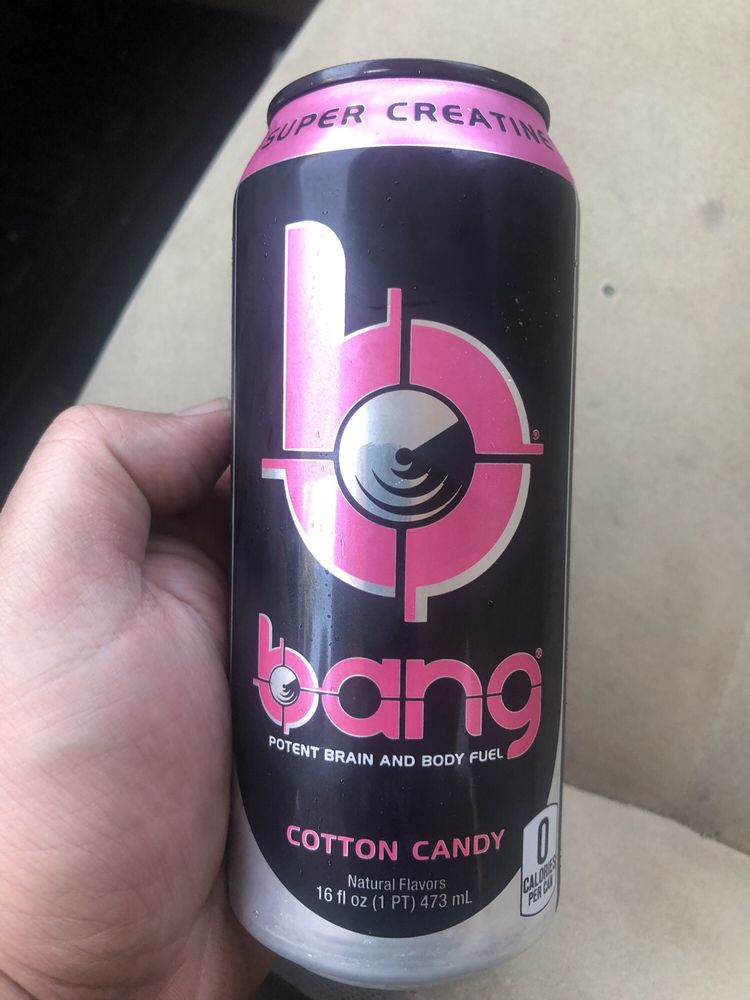 SUPER CREATINE
b
®
bang®
POTENT BRAIN AND BODY FUEL
COTTON CANDY
Natural Flavors
16 fl oz (1 PT) 473 mL
0
CALORIES
PER CAN